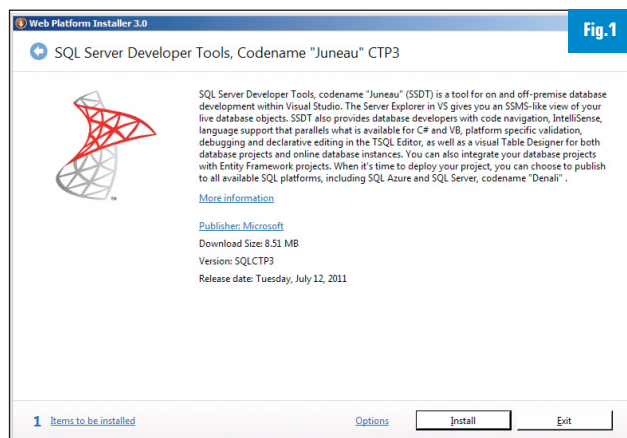 Web Platform Installer 3.0
Fig.1
SQL Server Developer Tools, Codename "Juneau" CTP3
SQL Server Developer Tools, codename "Juneau" (SSDT) is a tool for on and off-premise database
development within Visual Studio. The Server Explorer in VS gives you an SSMS-like view of your
live database objects. SSDT also provides database developers with code navigation, IntelliSense,
language support that parallels what is available for C# and VB, platform specific validation,
debugging and declarative editing in the TSQL Editor, as well as a visual Table Designer for both
database projects and online database instances. You can also integrate your database projects
with Entity Framework projects. When it's time to deploy your project, you can choose to publish
to all available SQL platforms, including SQL Azure and SQL Server, codename "Denali" .
More information
Publisher: Microsoft
Download Size: 8.51 MB
Version: SQLCTP3
Release date: Tuesday, July 12, 2011
1 Items to be installed
Options
Install
Exit